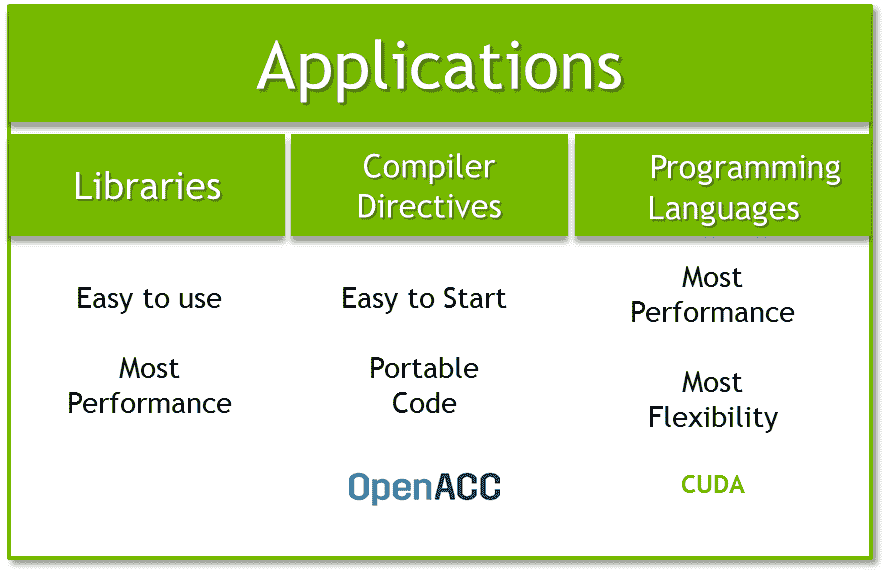 Applications
Libraries
Compiler
Directives
Programming
Languages
Easy to use
Most
Performance
Easy to Start
Portable
Code
OpenACC
Most
Performance
Most
Flexibility
CUDA